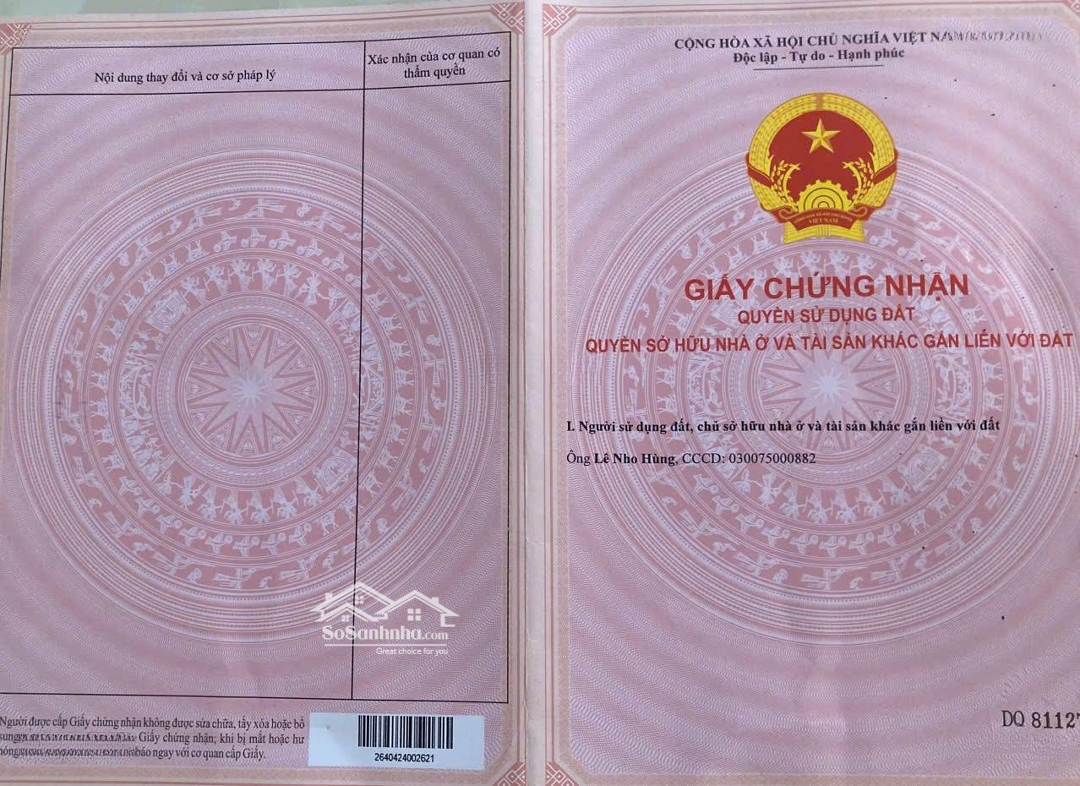 Nội dung thay đổi và cơ sở pháp lý
Xác nhận của cơ quan có
thẩm quyền
SoSanhnha.com
Great choice for you
Người được cấp Giấy chứng nhận không được sửa chữa, tẩy xóa hoặc bổ
sung Giấy chứng nhận; khi bị mất hoặc hư
hỏng báo ngay với cơ quan cấp Giấy.
2640424002621
CỘNG HÒA XÃ HỘI CHỦ NGHĨA VIỆT
Độc lập - Tự do - Hạnh phúc
VIỆT NAM
GIẤY CHỨNG NHẬN
QUYỀN SỬ DỤNG ĐẤT
QUYỀN SỞ HỮU NHÀ Ở VÀ TÀI SẢN KHÁC GẮN LIỀN VỚI ĐẤT
I. Người sử dụng đất, chủ sở hữu nhà ở và tài sản khác gắn liền với đất
Ông Lê Nho Hùng, CCCD: 030075000882
DQ 81127